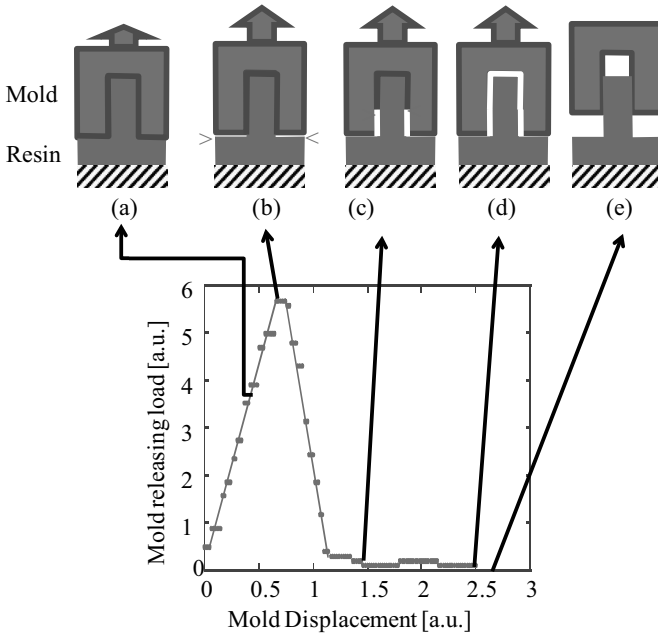 Mold
Resin
> <
(a) (b) (c) (d) (e)
Mold releasing load [a.u.]
6
5
4
3
2
1
0
0 0.5 1 1.5 2 2.5 3
Mold Displacement [a.u.]